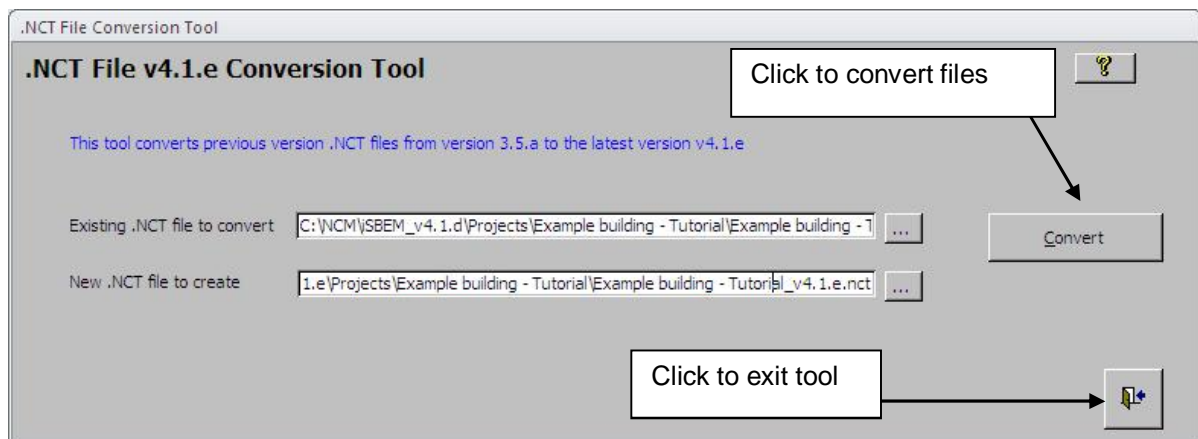 .NCT File Conversion Tool
.NCT File v4.1.e Conversion Tool
Click to convert files
?
This tool converts previous version .NCT files from version 3.5.a to the latest version v4.1.e
Existing .NCT file to convert
C:\NCM\iSBEM_v4.1.d\Projects\Example building - Tutorial\Example building - T
...
Convert
New .NCT file to create
1.e\Projects\Example building - Tutorial\Example building - Tutorial_v4.1.e.nct
...
Click to exit tool